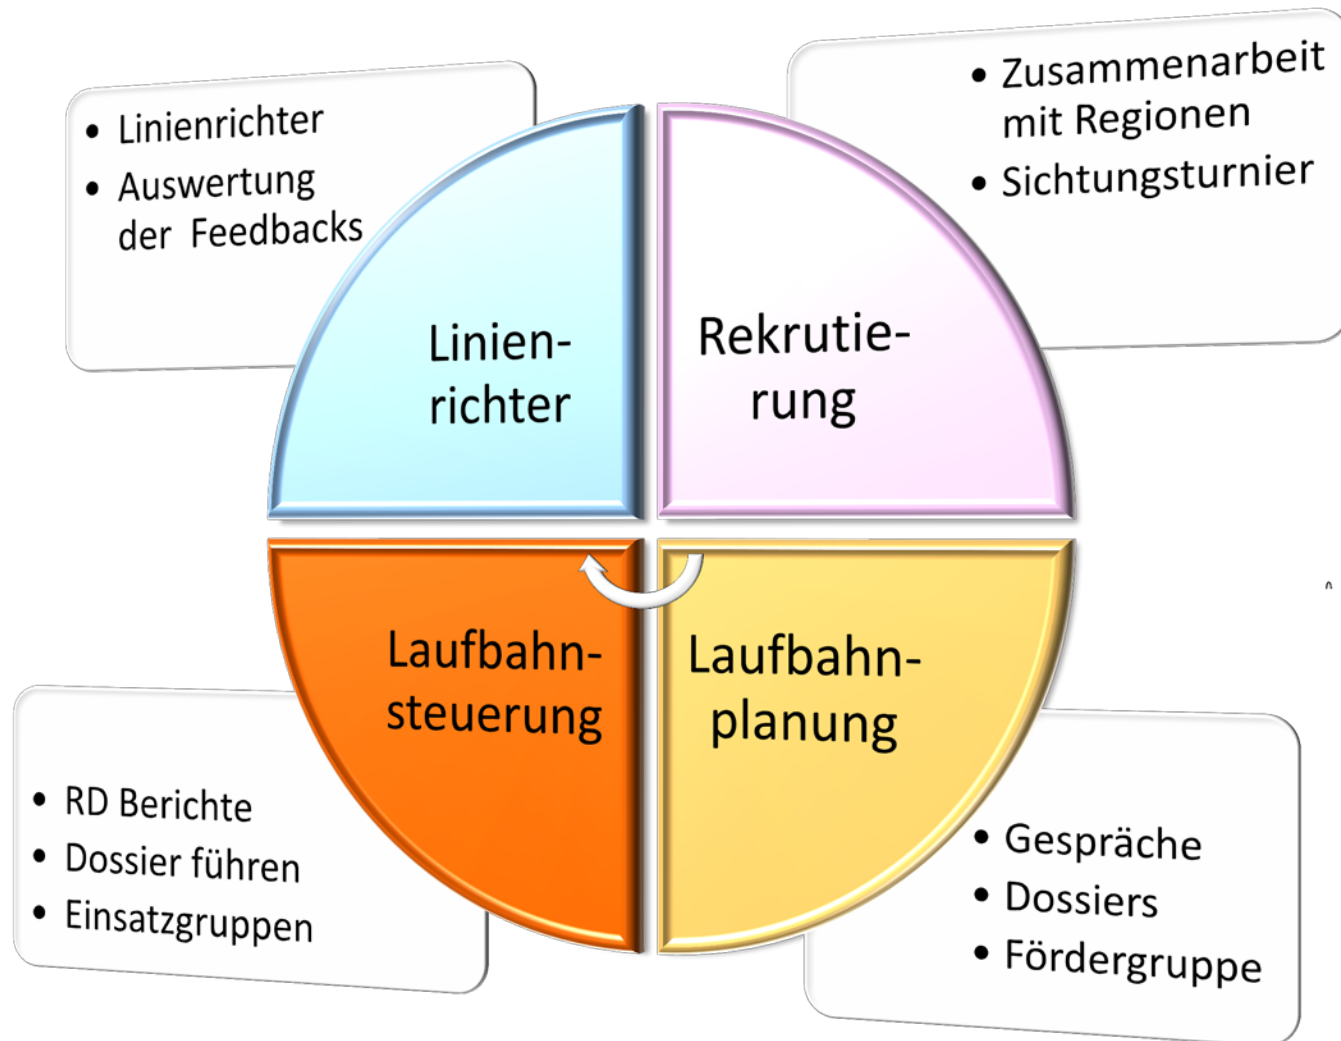 • Linienrichter
• Auswertung
der Feedbacks
• Zusammenarbeit
mit Regionen
• Sichtungsturnier
Linien-
richter
Rekrutie-
rung
Laufbahn-
steuerung
Laufbahn-
planung
• RD Berichte
• Dossier führen
• Einsatzgruppen
• Gespräche
• Dossiers
• Fördergruppe